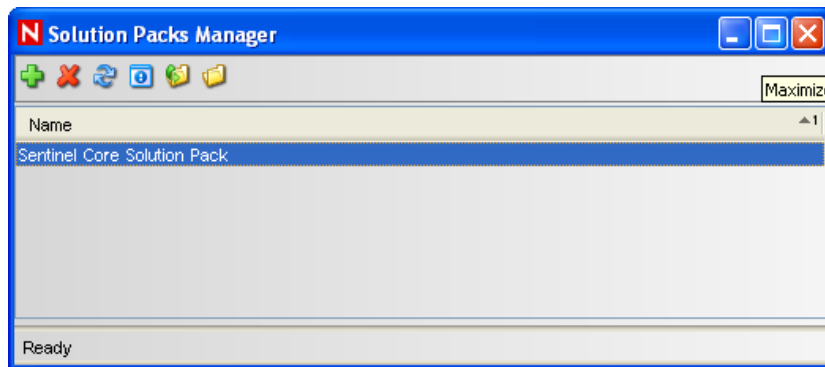 N Solution Packs Manager
Maximiz
Name
1
Sentinel Core Solution Pack
Ready